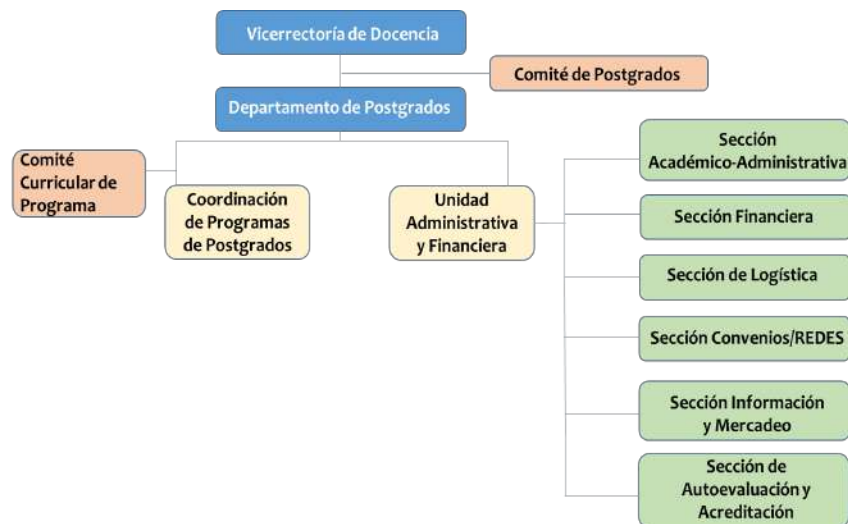 Vicerrectoría de Docencia
Comité de Postgrados
Departamento de Postgrados
Comité
Curricular de
Programa
Coordinación
de Programas
de Postgrados
Unidad
Administrativa
y Financiera
Sección
Académico-Administrativa
Sección Financiera
Sección de Logística
Sección Convenios/REDES
Sección Información
y Mercadeo
Sección de
Autoevaluación y
Acreditación